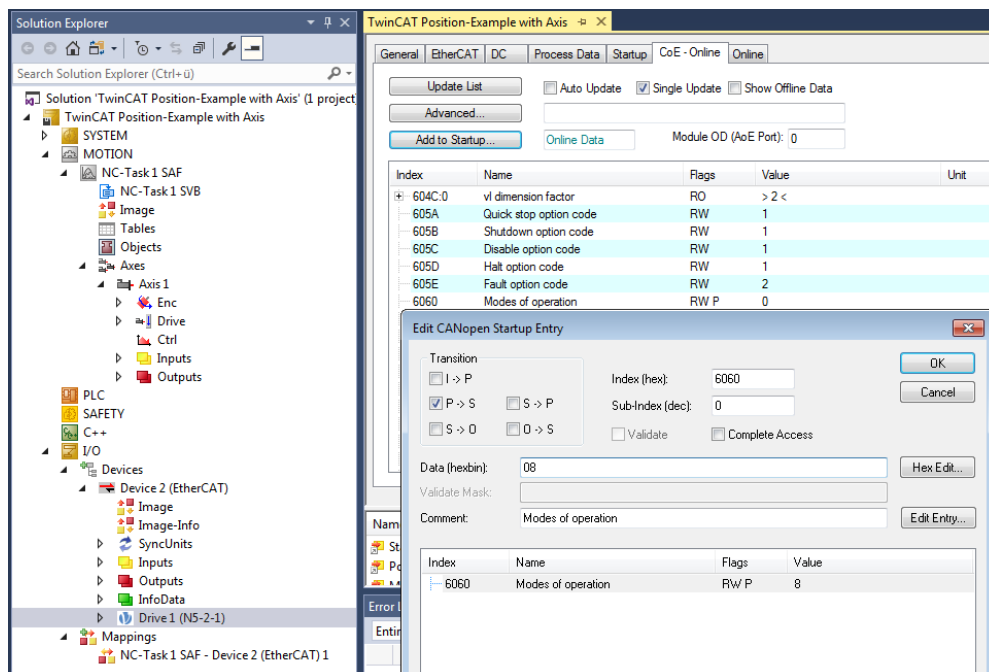 Solution Explorer
Search Solution Explorer (Ctrl+ü)
Solution 'TwinCAT Position-Example with Axis' (1 project
TwinCAT Position-Example with Axis
SYSTEM
MOTION
NC-Task 1 SAF
NC-Task 1 SVB
Image
Tables
Objects
Axes
Axis 1
Enc
Drive
Ctrl
Inputs
Outputs
PLC
SAFETY
C++
I/O
Devices
Device 2 (EtherCAT)
Image
Image-Info
SyncUnits
Inputs
Outputs
InfoData
Drive 1 (N5-2-1)
Mappings
NC-Task 1 SAF - Device 2 (EtherCAT) 1
TwinCAT Position-Example with Axis
General EtherCAT DC Process Data Startup CoE - Online Online
Update List Auto Update Single Update Show Offline Data
Advanced...
Add to Startup... Online Data Module OD (AoE Port): 0
Index Name Flags Value Unit
604C:0 vl dimension factor RO > 2 <
605A Quick stop option code RW 1
605B Shutdown option code RW 1
605C Disable option code RW 1
605D Halt option code RW 1
605E Fault option code RW 2
6060 Modes of operation RW P 0
Edit CANopen Startup Entry
Transition
I -> P
P -> S S -> P
S -> O O -> S
Index (hex): 6060
Sub-Index (dec): 0
Validate Complete Access
OK
Cancel
Data (hexbin): 08 Hex Edit...
Validate Mask:
Comment: Modes of operation Edit Entry...
Index Name Flags Value
6060 Modes of operation RW P 8
Nam
St
Error L
Entir